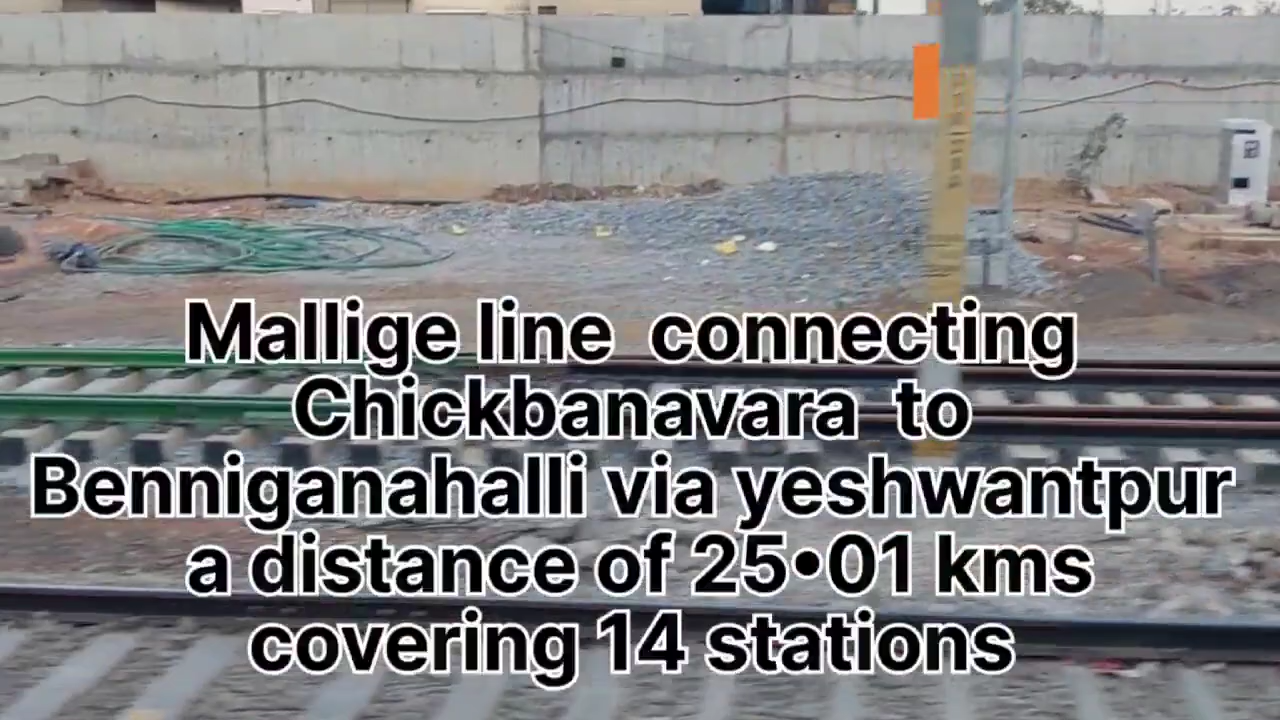 Mallige line connecting
Chickbanavara to
Benniganahalli via yeshwantpur
a distance of 25•01 kms
covering 14 stations